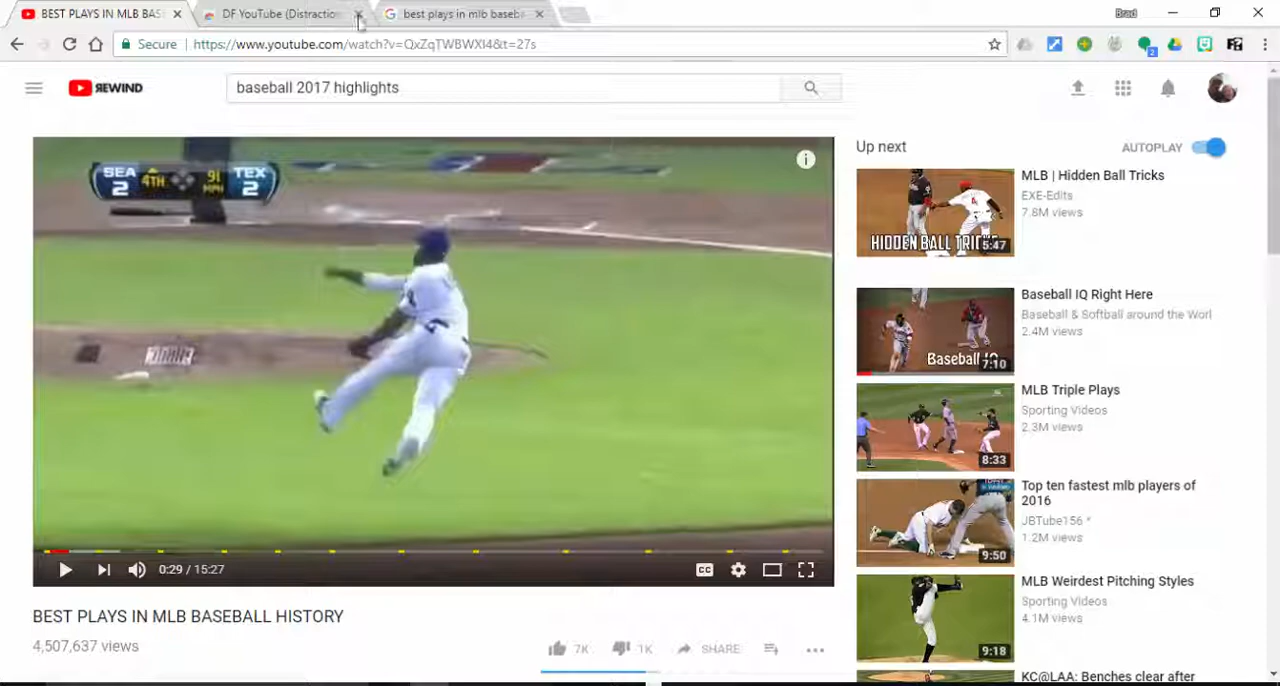 BEST PLAYS IN MLB BAS
DF YouTube (Distraction
best plays in mlb baseb
Brad
Secure
https://www.youtube.com/watch?v=QxZqTWBWXI4&t=27s
2
REWIND
baseball 2017 highlights
SEA
2
4TH
91
MPH
TEX
2
i
Up next
AUTOPLAY
HIDDEN BALL TRICKS
5:47
MLB | Hidden Ball Tricks
EXE-Edits
7.8M views
Baseball IQ
7:10
Baseball IQ Right Here
Baseball & Softball around the Worl
2.4M views
8:33
MLB Triple Plays
Sporting Videos
2.3M views
9:50
Top ten fastest mlb players of
2016
JBTube156 *
1.2M views
9:18
MLB Weirdest Pitching Styles
Sporting Videos
4.1M views
KC@LAA: Benches clear after
0:29 / 15:27
CC
BEST PLAYS IN MLB BASEBALL HISTORY
4,507,637 views
7K
1K
SHARE